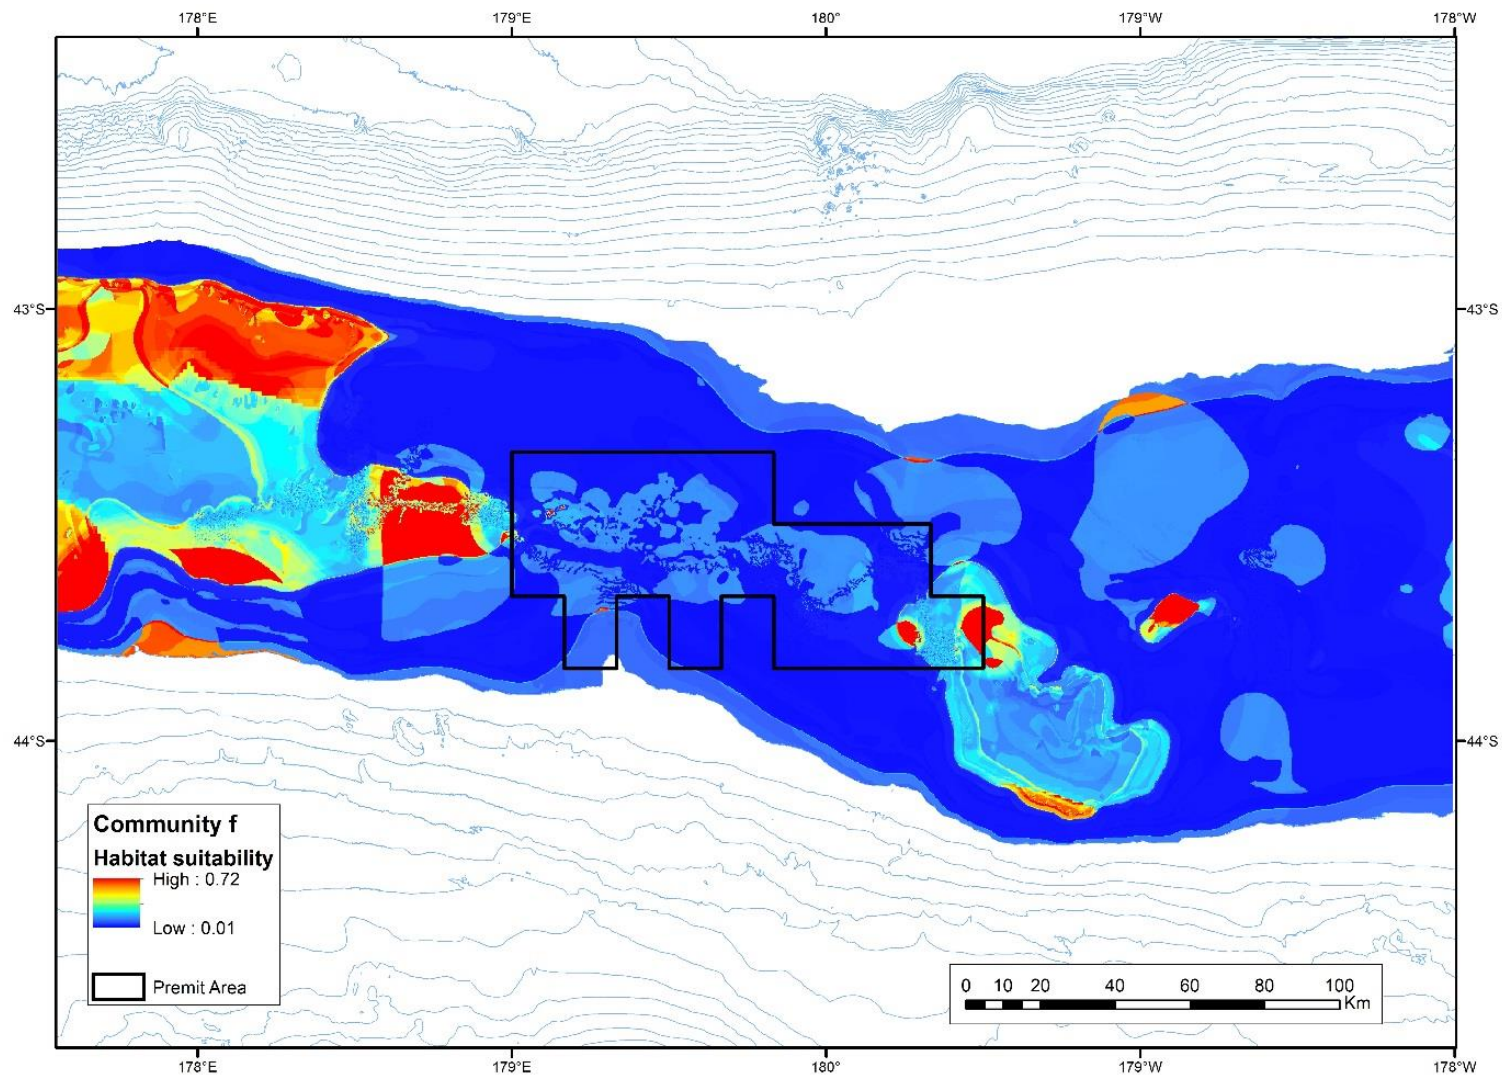 178°E 179°E 180° 179°W 178°W
43°S 43°S
44°S 44°S
Community f
Habitat suitability
High : 0.72
Low : 0.01
Premit Area
0 10 20 40 60 80 100
Km
178°E 179°E 180° 179°W 178°W